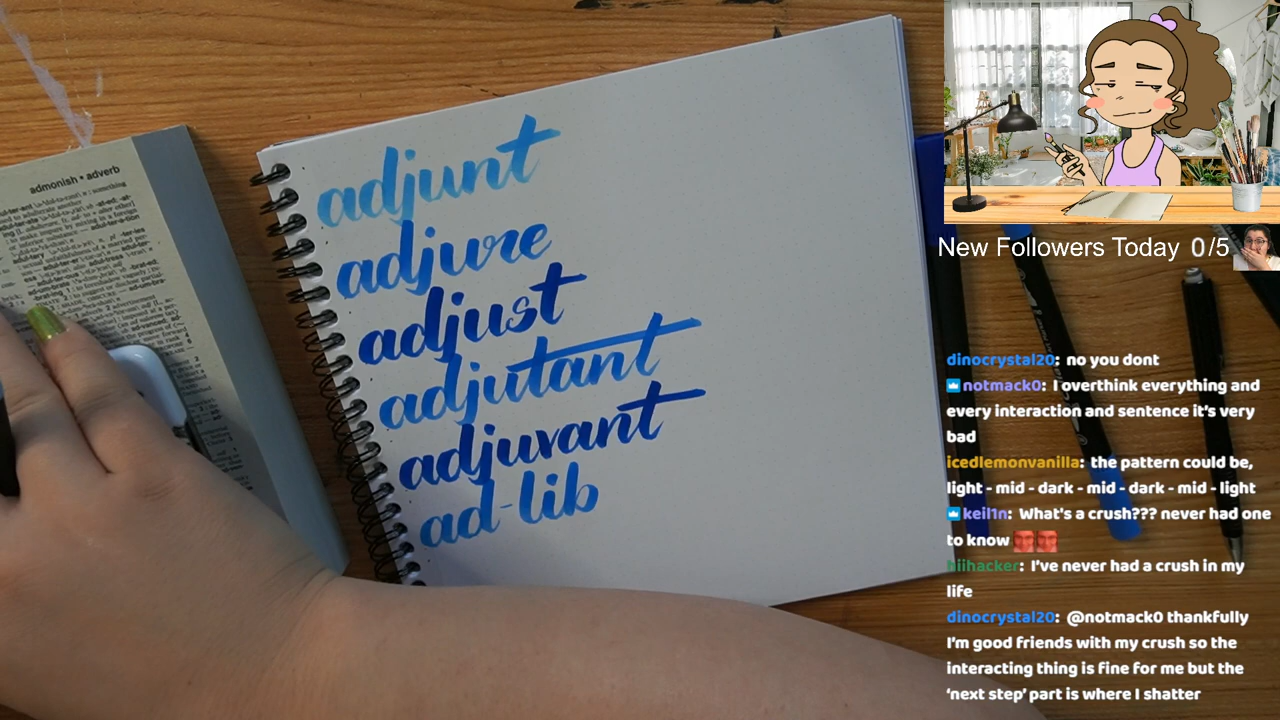 admonish • adverb
adjunt
adjure
adjust
adjutant
adjuvant
ad-lib
New Followers Today 0/5
dinocrystal20: no you dont
notmack0: I overthink everything and
every interaction and sentence it's very
bad
icedlemonvanilla: the pattern could be,
light - mid - dark - mid - dark - mid - light
keil1n: What's a crush??? never had one
to know
hiihacker: I've never had a crush in my
life
dinocrystal20: @notmack0 thankfully
I'm good friends with my crush so the
interacting thing is fine for me but the
'next step' part is where I shatter